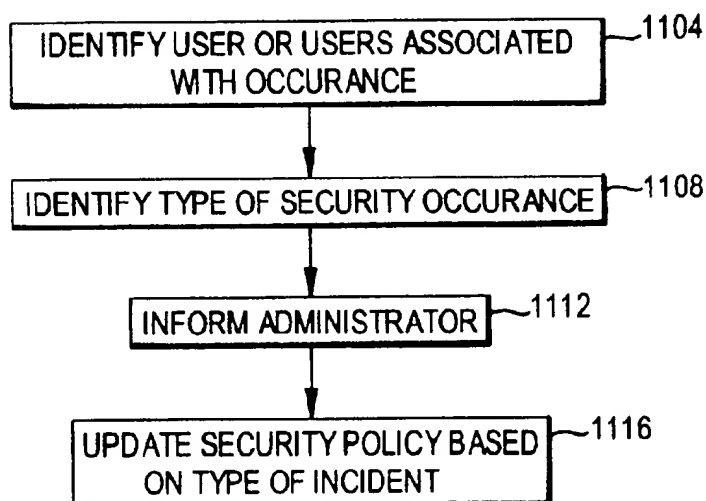 IDENTIFY USER OR USERS ASSOCIATED
WITH OCCURANCE
1104
IDENTIFY TYPE OF SECURITY OCCURANCE
1108
INFORM ADMINISTRATOR
1112
UPDATE SECURITY POLICY BASED
ON TYPE OF INCIDENT
1116